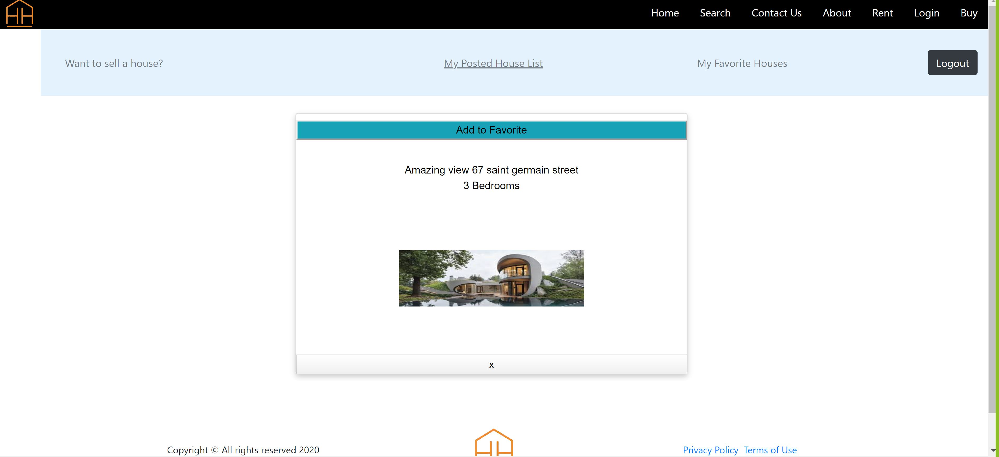 Home Search Contact Us About Rent Login Buy
Want to sell a house? My Posted House List My Favorite Houses Logout
Add to Favorite
Amazing view 67 saint germain street
3 Bedrooms
x
Copyright © All rights reserved 2020 Privacy Policy Terms of Use